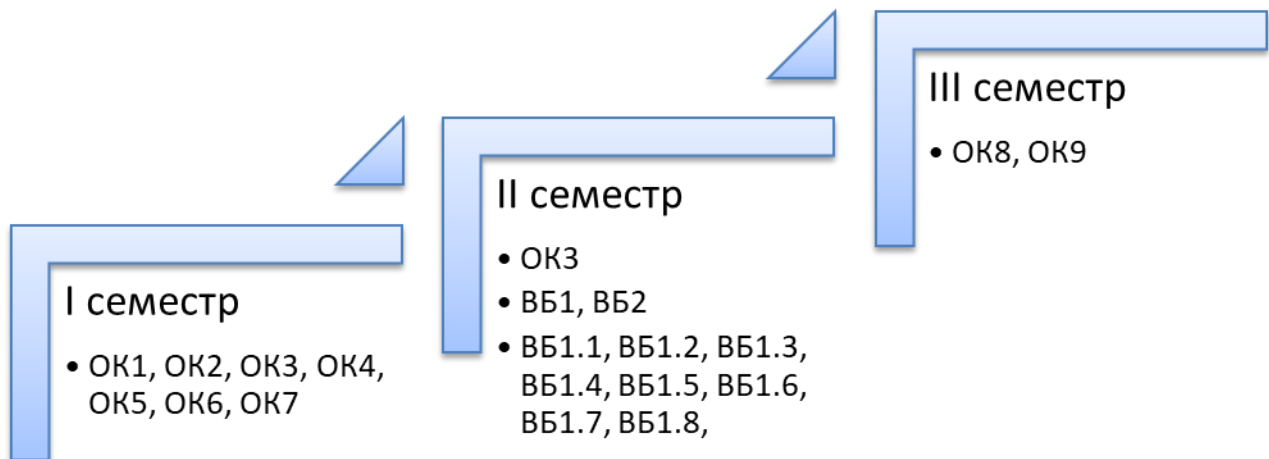 I семестр
• ОК1, ОК2, ОК3, ОК4,
ОК5, ОК6, ОК7
II семестр
• ОК3
• ВБ1, ВБ2
• ВБ1.1, ВБ1.2, ВБ1.3,
ВБ1.4, ВБ1.5, ВБ1.6,
ВБ1.7, ВБ1.8,
III семестр
• ОК8, ОК9